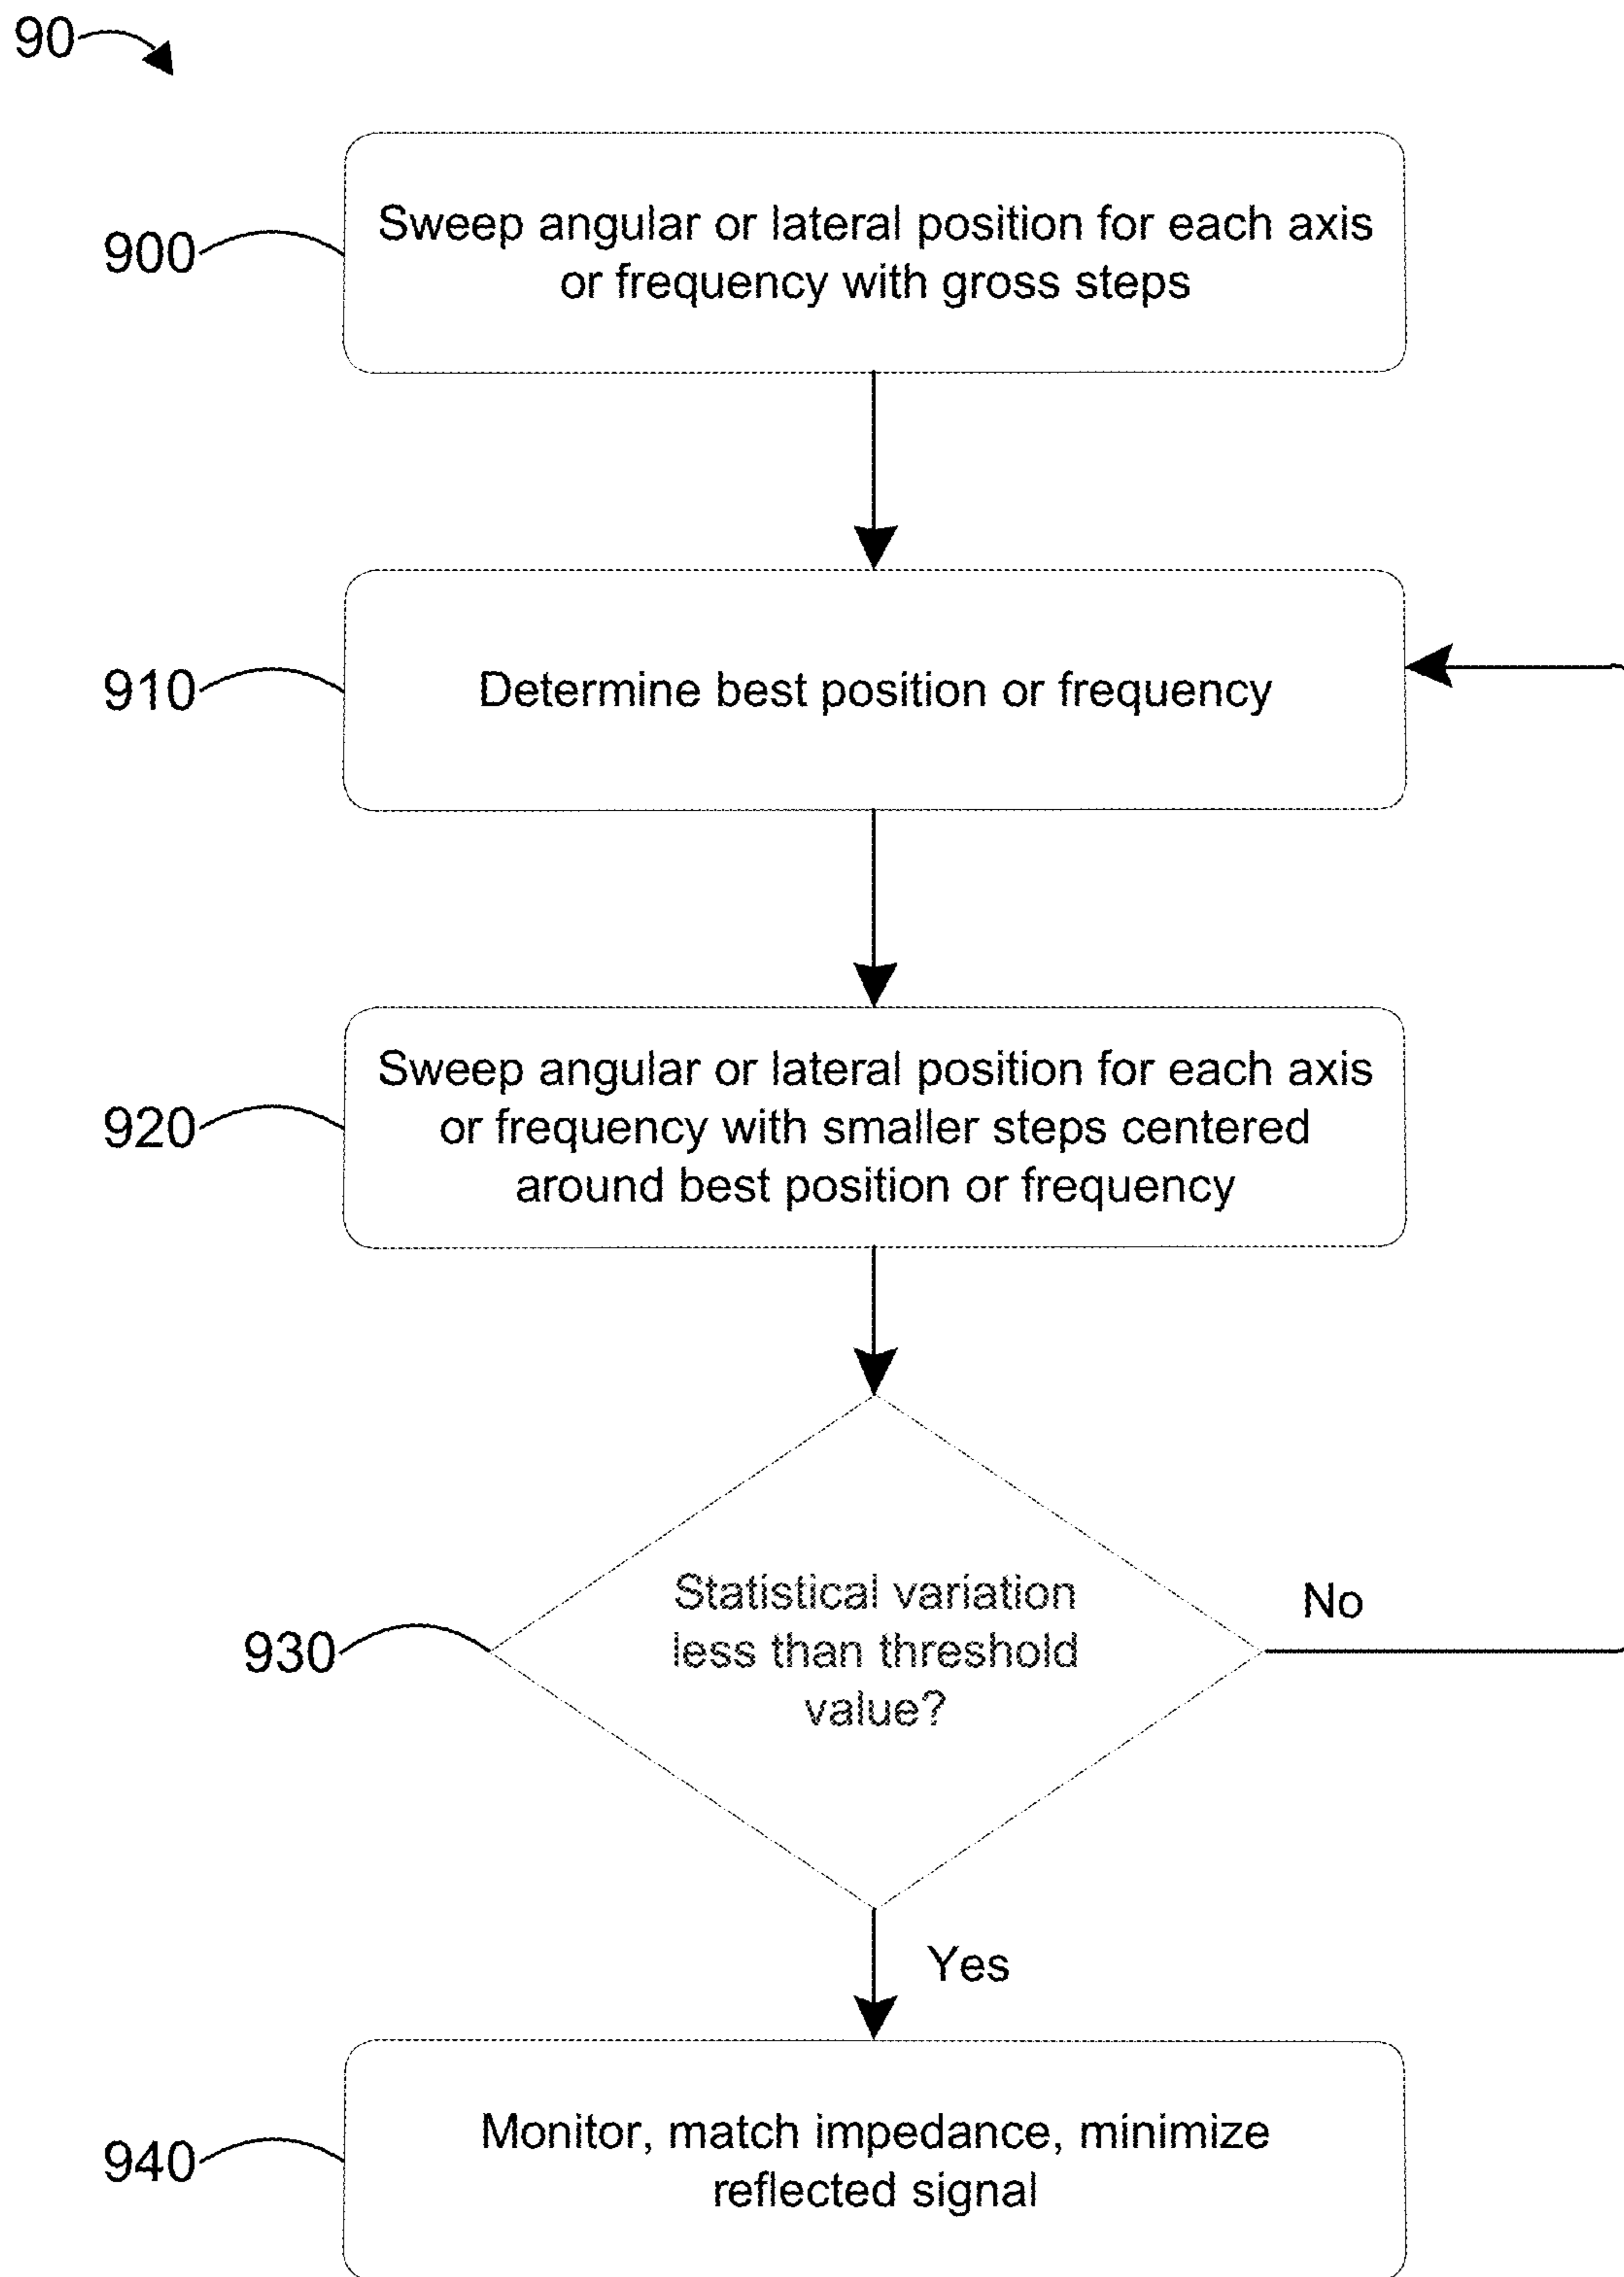 90
900
Sweep angular or lateral position for each axis
or frequency with gross steps
910
Determine best position or frequency
920
Sweep angular or lateral position for each axis
or frequency with smaller steps centered
around best position or frequency
930
Statistical variation
less than threshold
value?
No
Yes
940
Monitor, match impedance, minimize
reflected signal